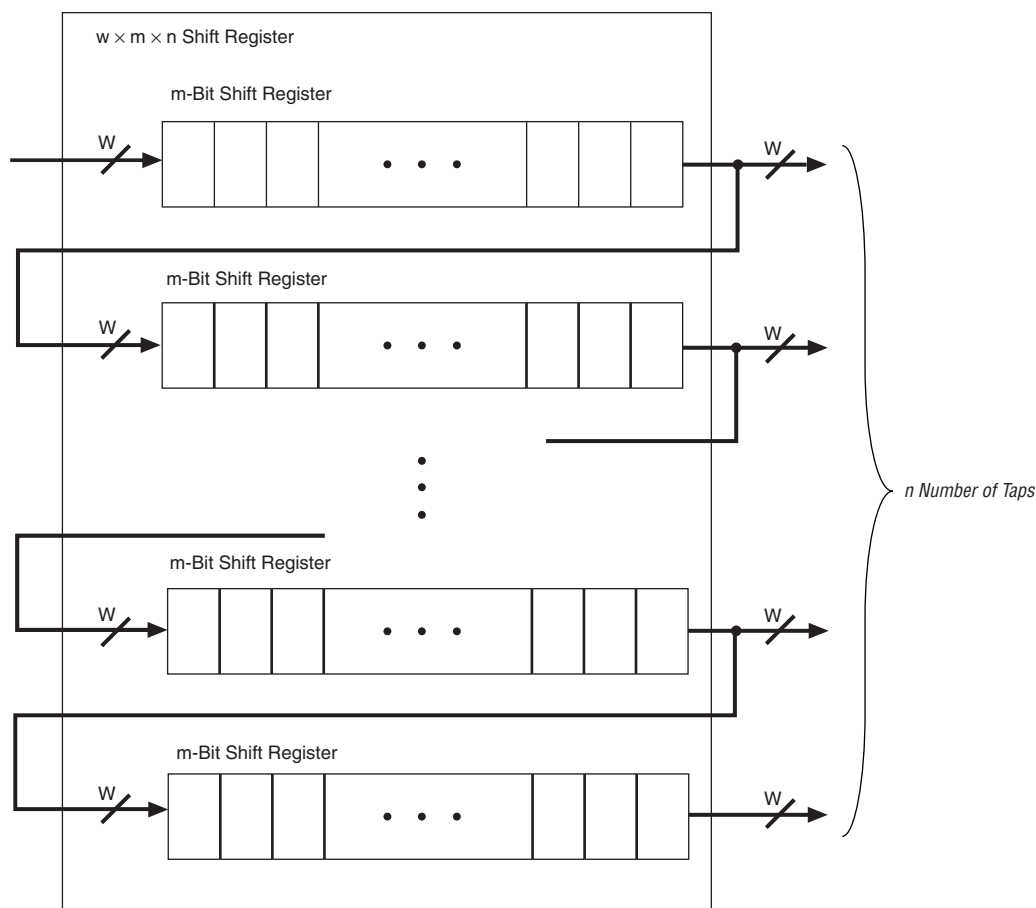 w × m × n Shift Register
m-Bit Shift Register
W
W
m-Bit Shift Register
W
W
n Number of Taps
m-Bit Shift Register
W
W
m-Bit Shift Register
W
W